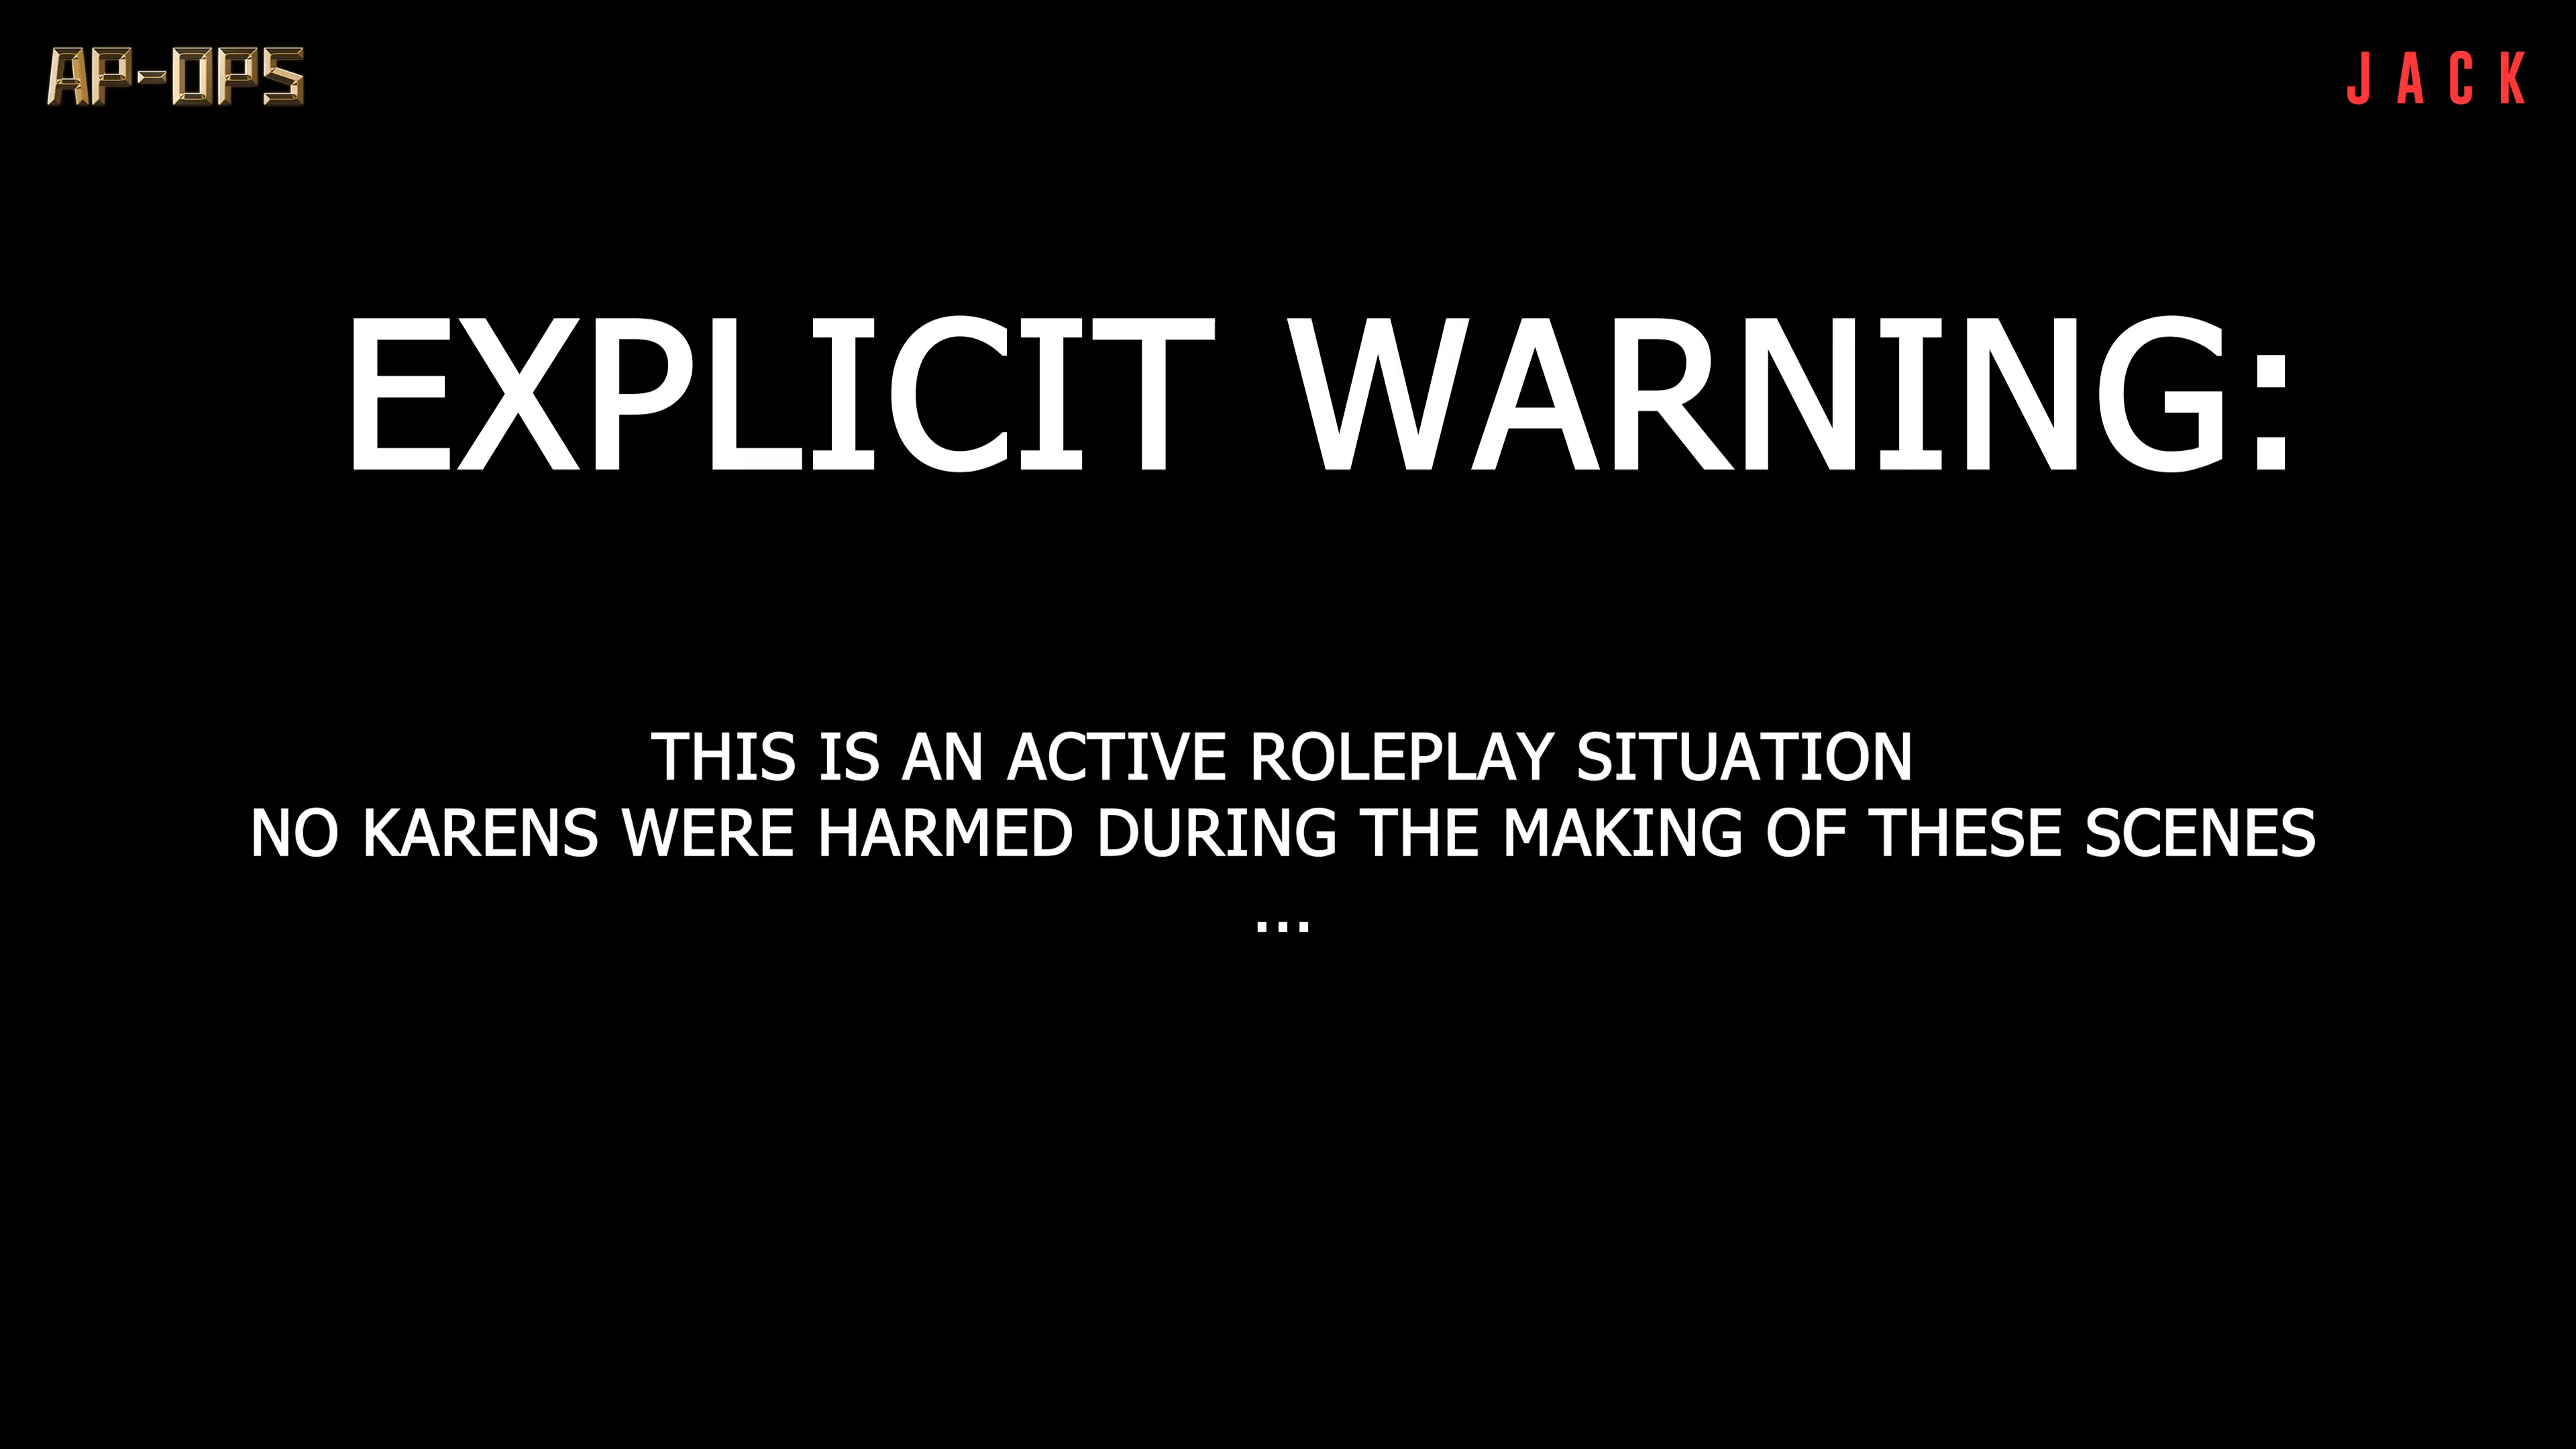 AP-OPS
JACK
EXPLICIT WARNING:
THIS IS AN ACTIVE ROLEPLAY SITUATION
NO KARENS WERE HARMED DURING THE MAKING OF THESE SCENES
...